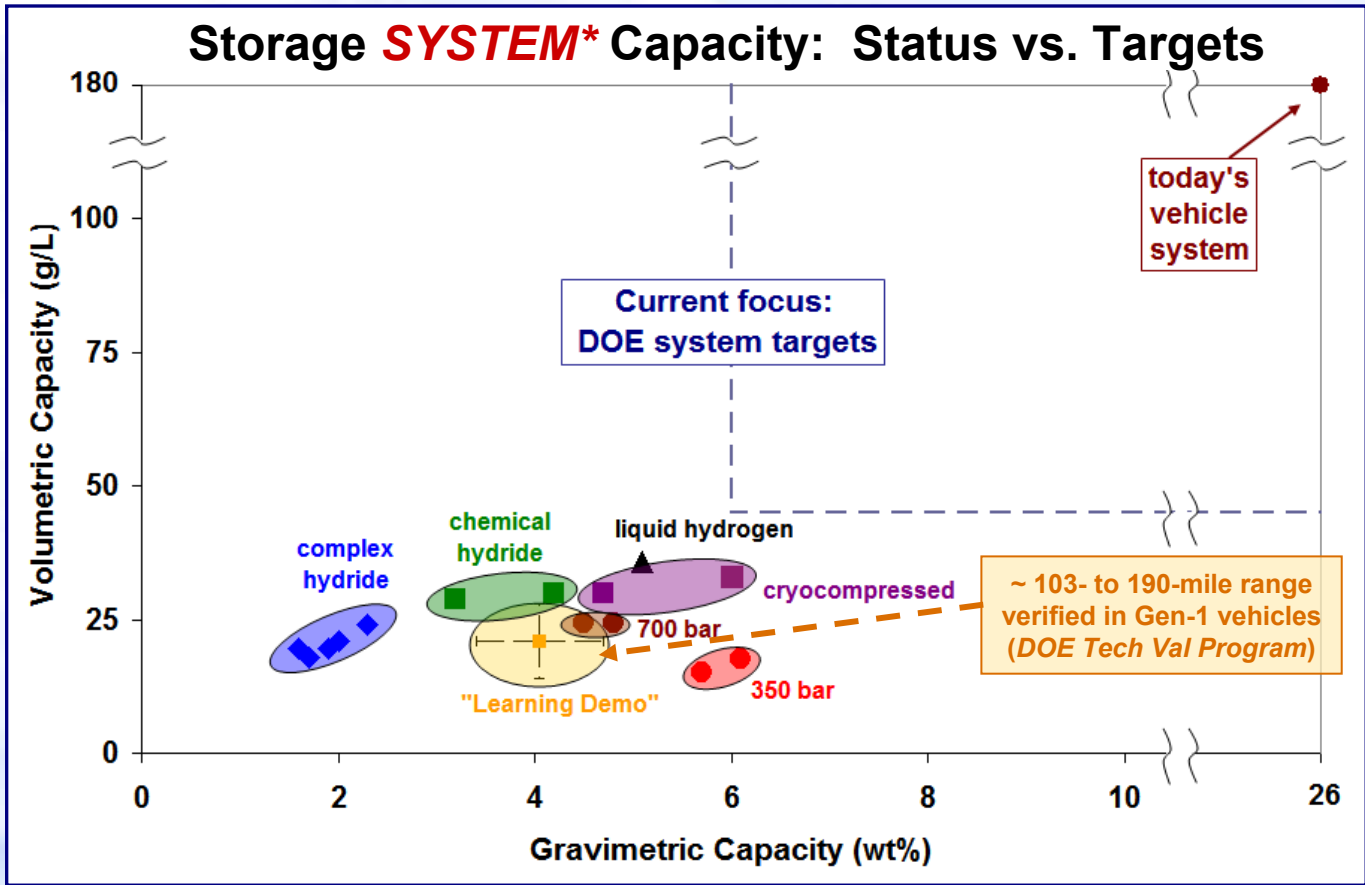 Storage SYSTEM* Capacity: Status vs. Targets
180
100
75
50
25
0
Volumetric Capacity (g/L)
today's
vehicle
system
Current focus:
DOE system targets
complex
hydride
chemical
hydride
liquid hydrogen
cryocompressed
700 bar
350 bar
"Learning Demo"
~ 103- to 190-mile range
verified in Gen-1 vehicles
(DOE Tech Val Program)
0 2 4 6 8 10 26
Gravimetric Capacity (wt%)